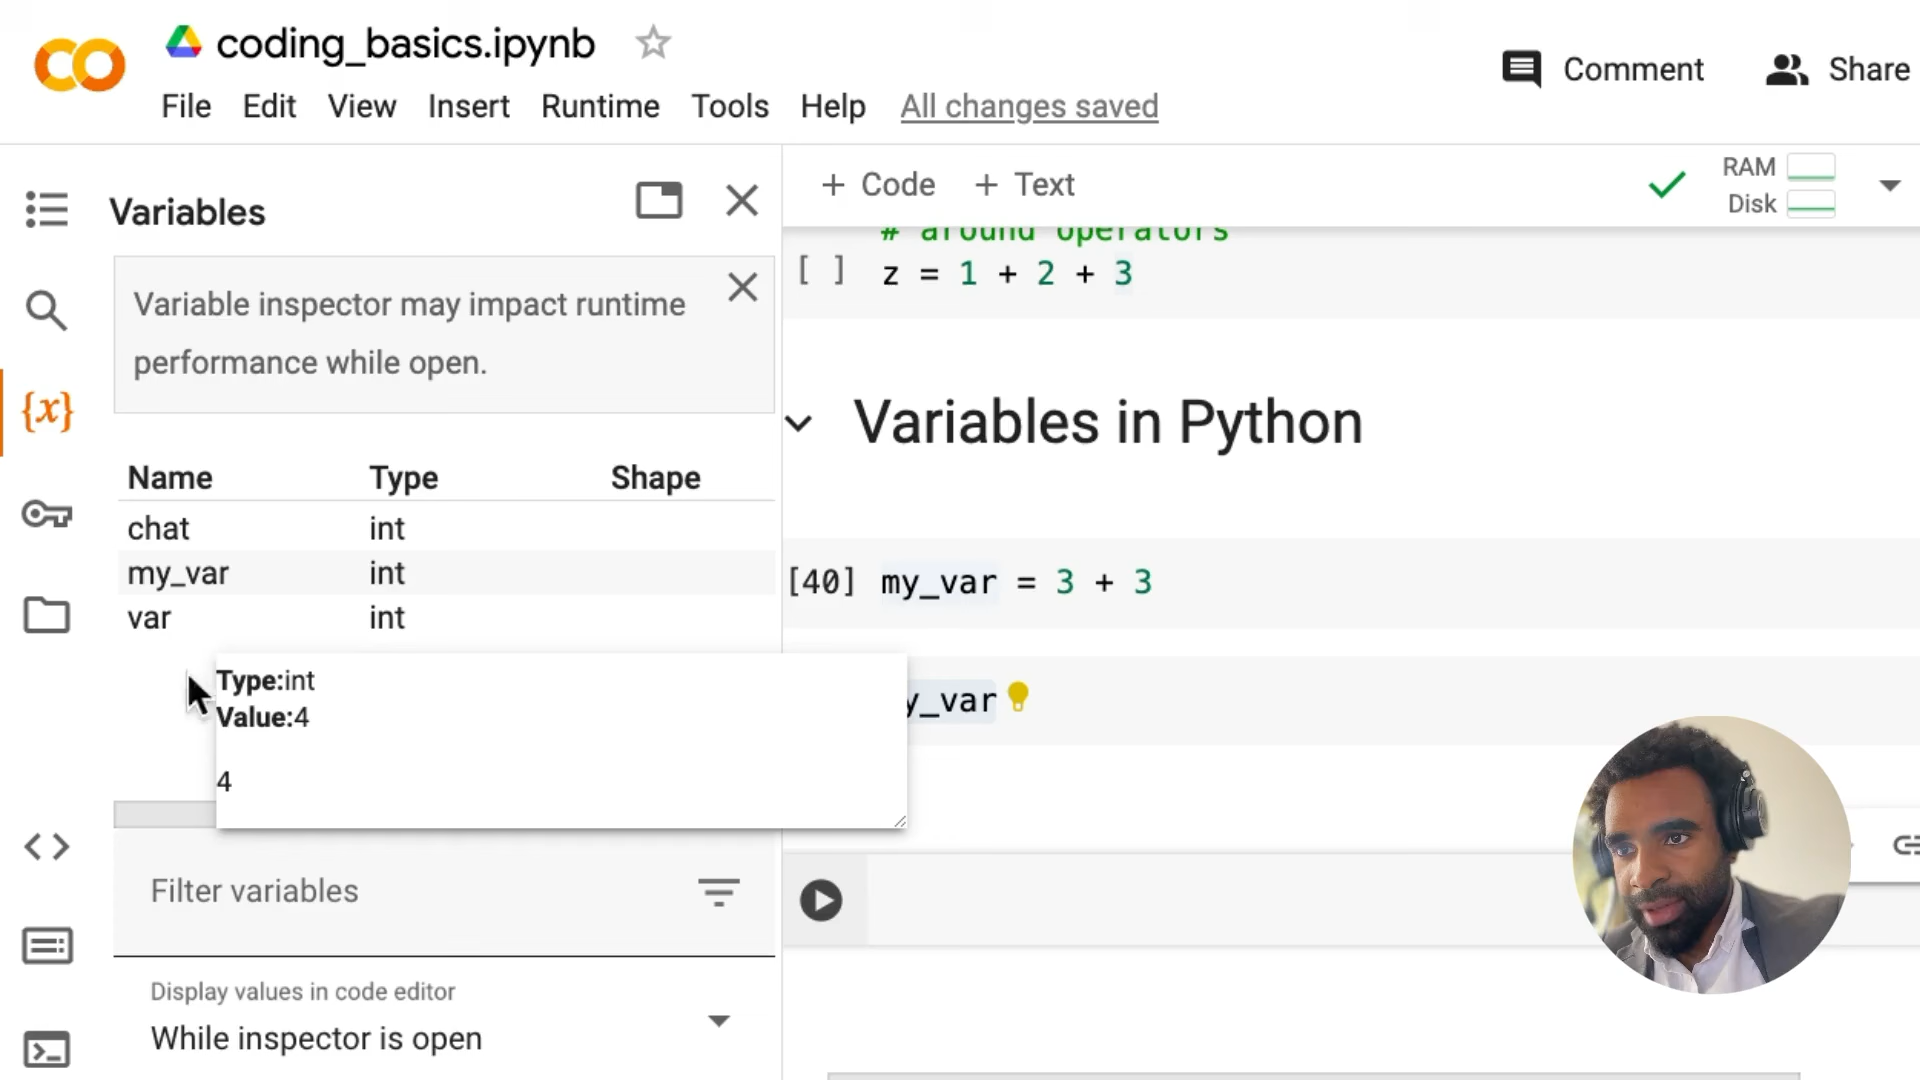 coding_basics.ipynb
File Edit View Insert Runtime Tools Help All changes saved
Comment
Share
Variables
Variable inspector may impact runtime
performance while open.
Name Type Shape
chat int
my_var int
var int
Type:int
Value:4
4
Filter variables
Display values in code editor
While inspector is open
+ Code + Text
RAM
Disk
# around operators
[ ] z = 1 + 2 + 3
Variables in Python
[40] my_var = 3 + 3
y_var